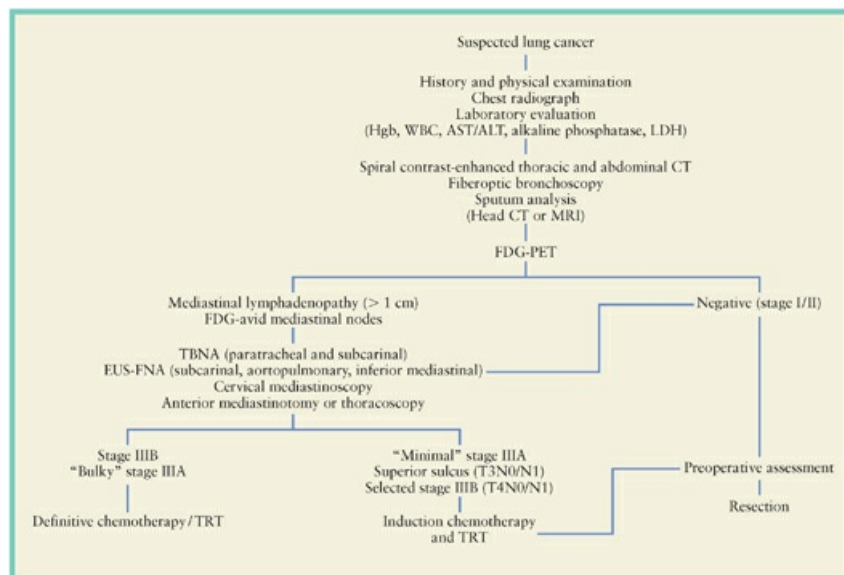 Suspected lung cancer
History and physical examination
Chest radiograph
Laboratory evaluation
(Hgb, WBC, AST/ALT, alkaline phosphatase, LDH)
Spiral contrast-enhanced thoracic and abdominal CT
Fiberoptic bronchoscopy
Sputum analysis
(Head CT or MRI)
FDG-PET
Mediastinal lymphadenopathy (> 1 cm)
FDG-avid mediastinal nodes
Negative (stage I/II)
TBNA (paratracheal and subcarinal)
EUS-FNA (subcarinal, aortopulmonary, inferior mediastinal)
Cervical mediastinoscopy
Anterior mediastinotomy or thoracoscopy
Stage IIIB
"Bulky" stage IIIA
"Minimal" stage IIIA
Superior sulcus (T3N0/N1)
Selected stage IIIB (T4N0/N1)
Preoperative assessment
Definitive chemotherapy/TRT
Induction chemotherapy
and TRT
Resection